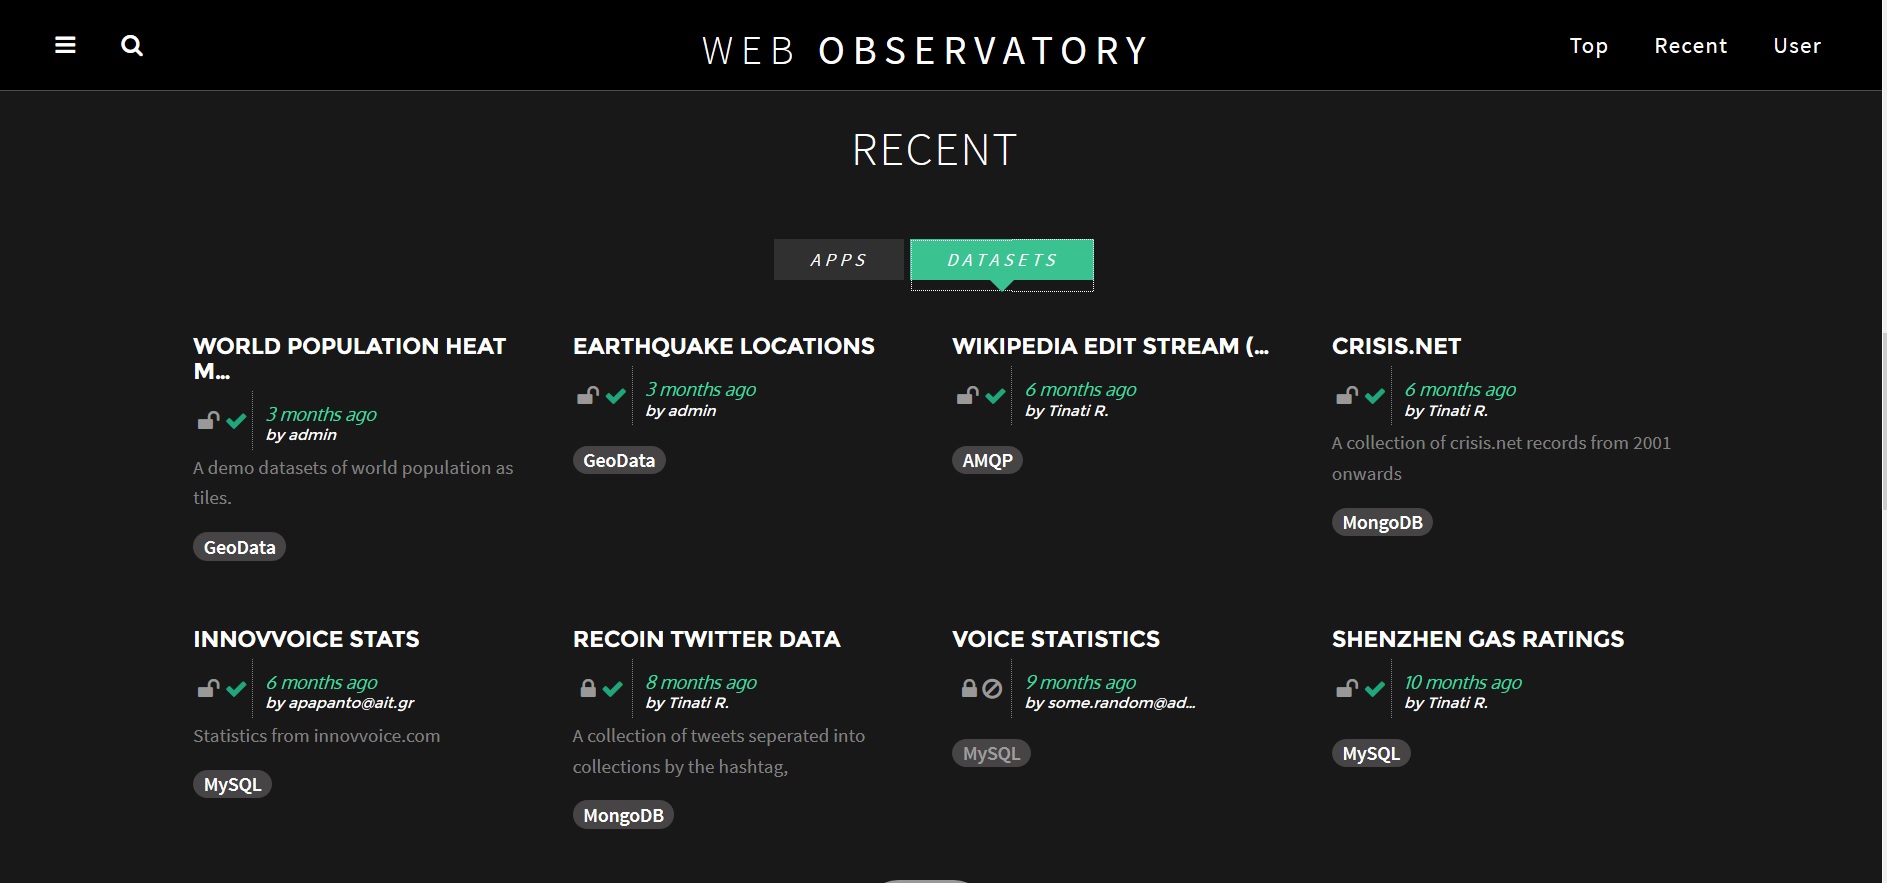 WEB OBSERVATORY
Top Recent User
RECENT
APPS DATASETS
WORLD POPULATION HEAT
M...
3 months ago
by admin
A demo datasets of world population as
tiles.
GeoData
EARTHQUAKE LOCATIONS
3 months ago
by admin
GeoData
WIKIPEDIA EDIT STREAM (...
6 months ago
by Tinati R.
AMQP
CRISIS.NET
6 months ago
by Tinati R.
A collection of crisis.net records from 2001
onwards
MongoDB
INNOVVOICE STATS
6 months ago
by apapanto@ait.gr
Statistics from innovvoice.com
MySQL
RECOIN TWITTER DATA
8 months ago
by Tinati R.
A collection of tweets seperated into
collections by the hashtag,
MongoDB
VOICE STATISTICS
9 months ago
by some.random@ad...
MySQL
SHENZHEN GAS RATINGS
10 months ago
by Tinati R.
MySQL